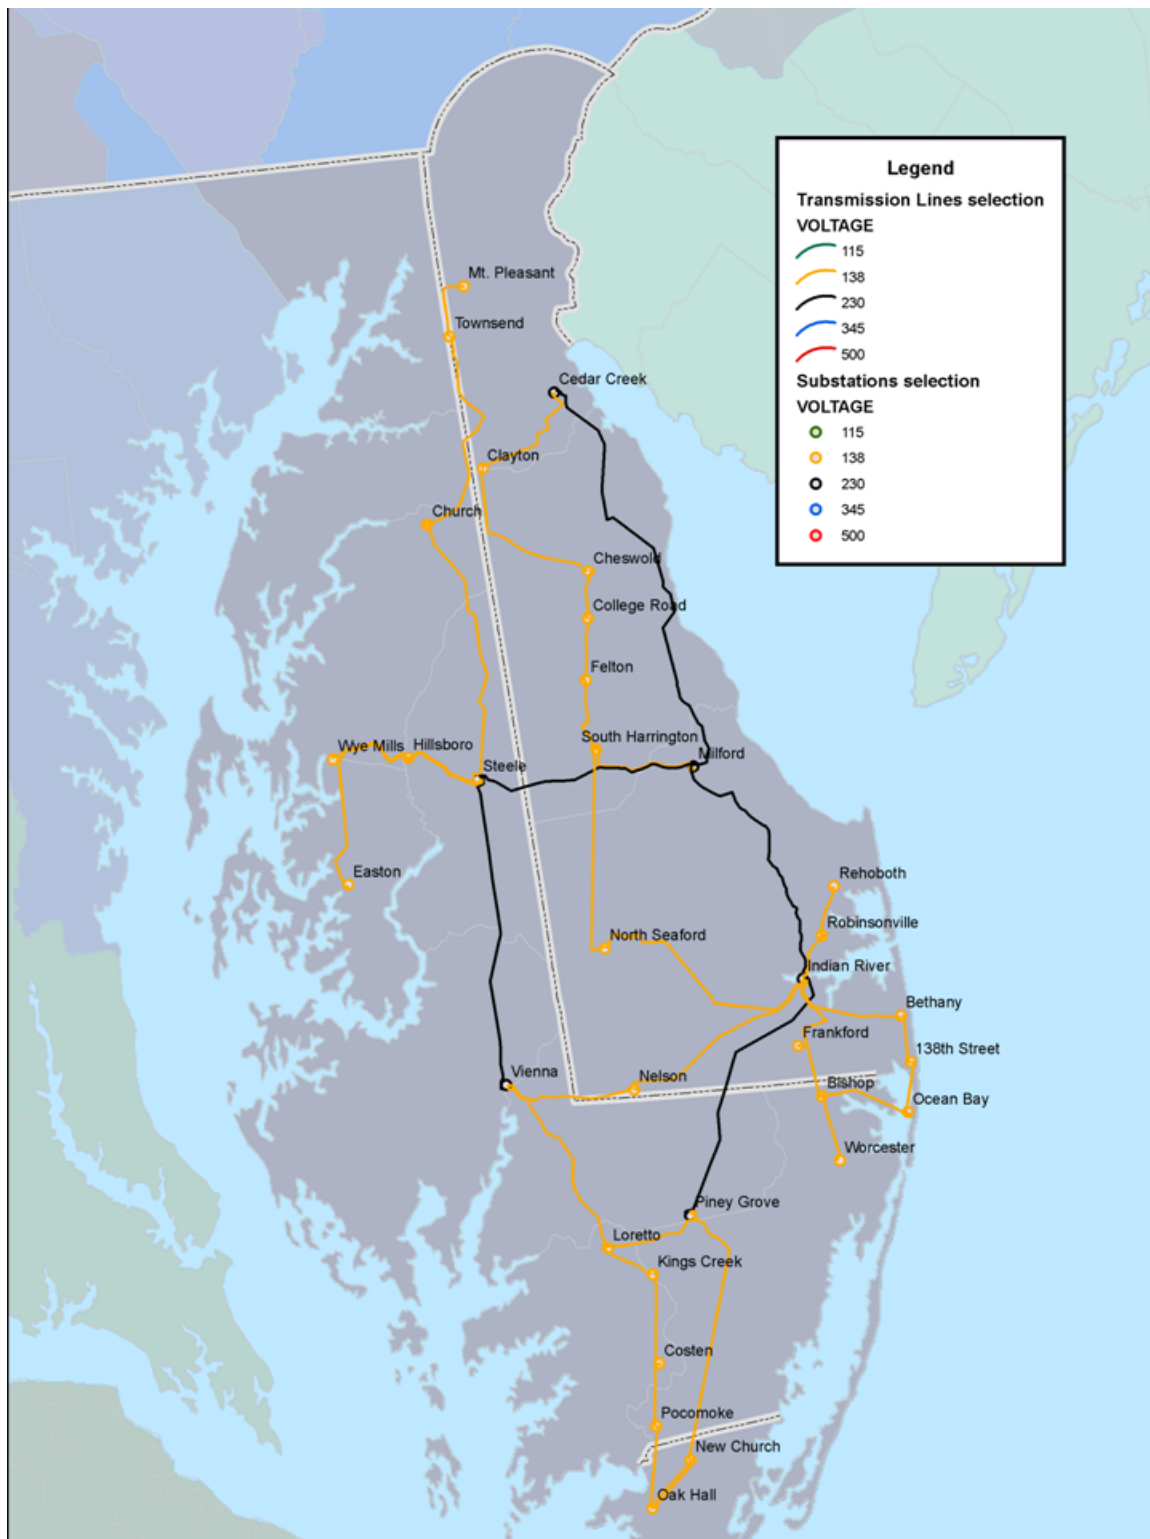 Legend
Transmission Lines selection
VOLTAGE
115
138
230
345
500
Substations selection
VOLTAGE
115
138
230
345
500
Mt. Pleasant
Townsend
Cedar Creek
Clayton
Church
Cheswold
College Road
Felton
South Harrington
Wye Mills
Hillsboro
Milford
Steele
Easton
Rehoboth
Robinsonville
North Seaford
Indian River
Bethany
Frankford
138th Street
Vienna
Nelson
Bishop
Ocean Bay
Worcester
Piney Grove
Loretto
Kings Creek
Costen
Pocomoke
New Church
Oak Hall